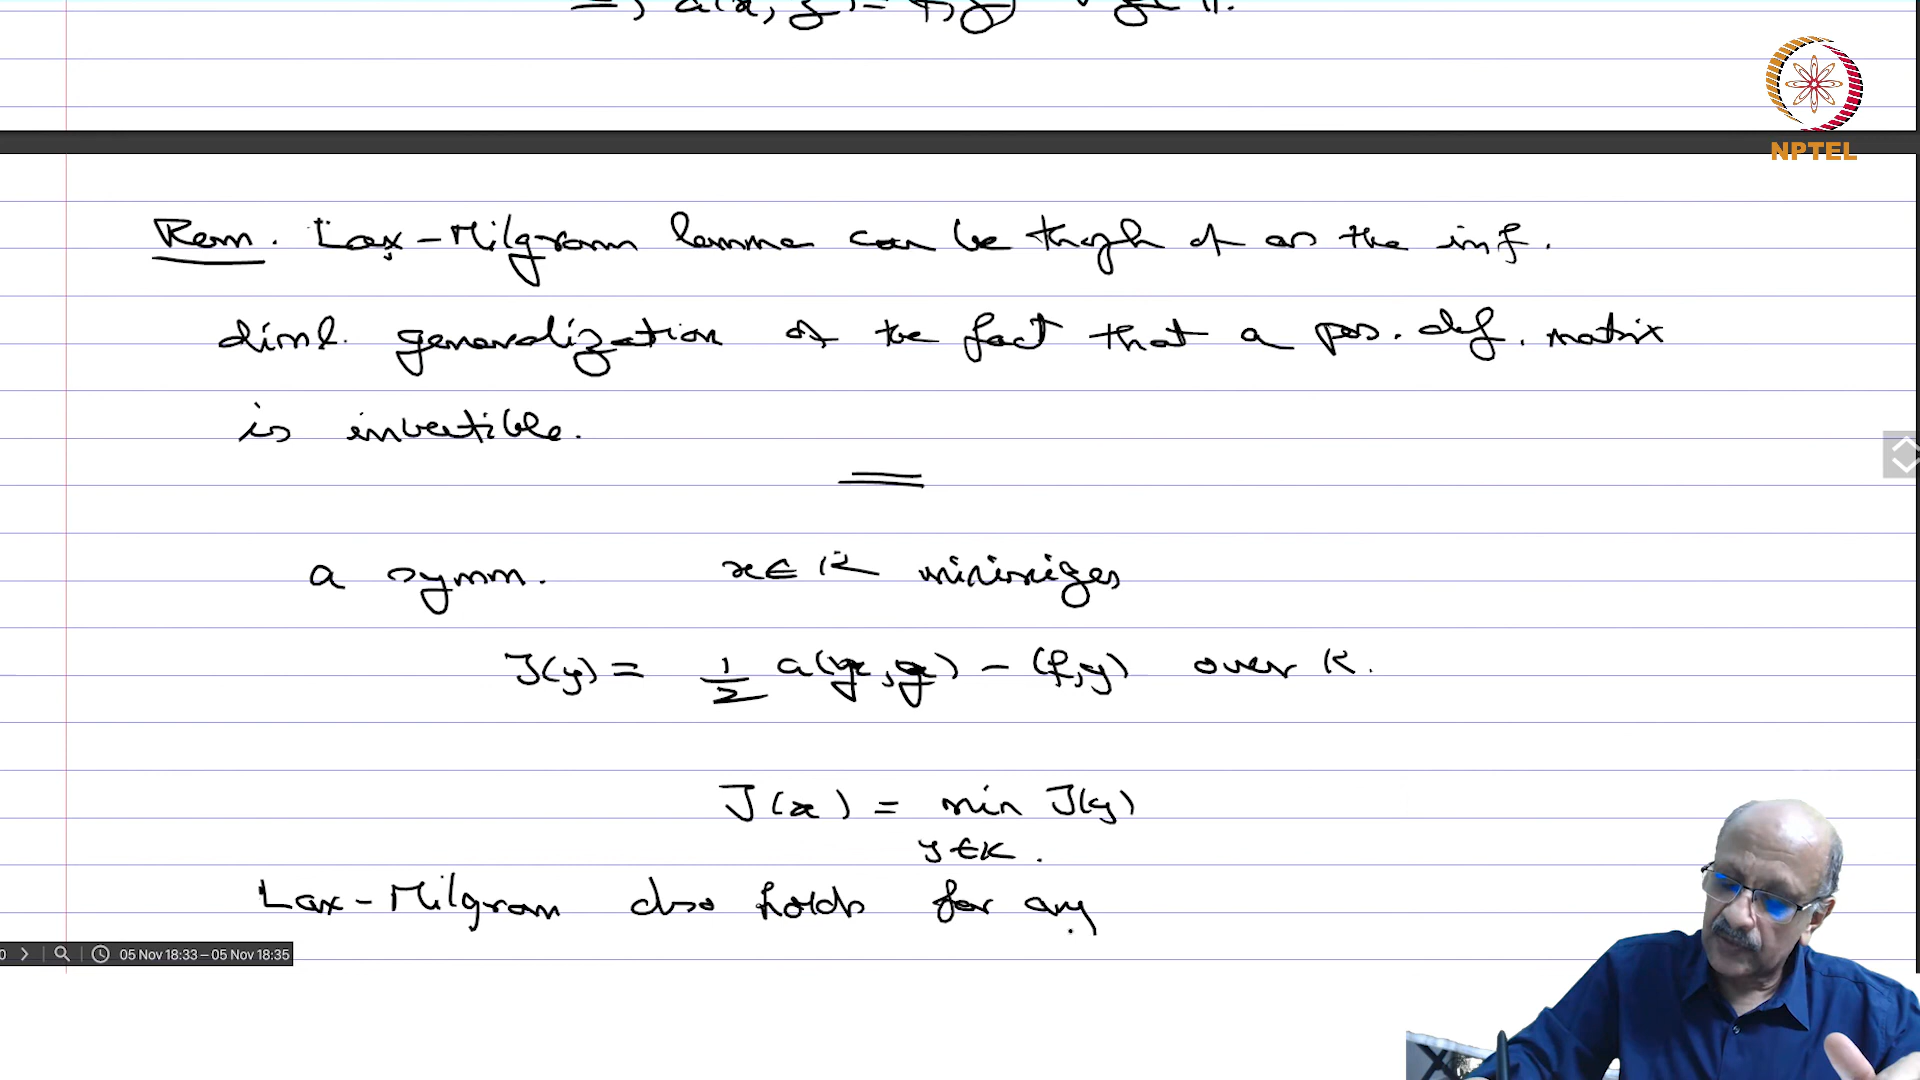 ⇒ a(x, y) = (f, y) ∀ y ∈ H.
NPTEL
Rem. Lax-Milgram lemma can be thogh of as the inf.
diml. generalization of the fact that a pos. def. matrix
is invertible.
a symm. x ∈ K minimizes
J(y) = 1/2 a(y, y) - (f, y) over K.
J(x) = min J(y)
y ∈ K.
Lax-Milgram also holds for any
05 Nov 18:33 – 05 Nov 18:35